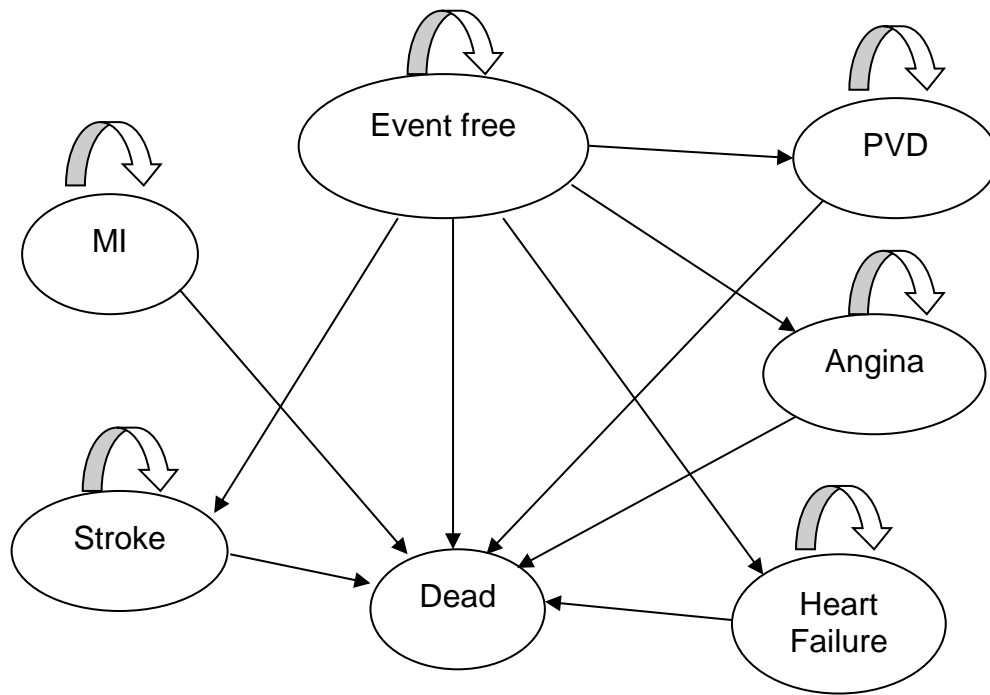 Event free
PVD
MI
Angina
Stroke
Dead
Heart
Failure